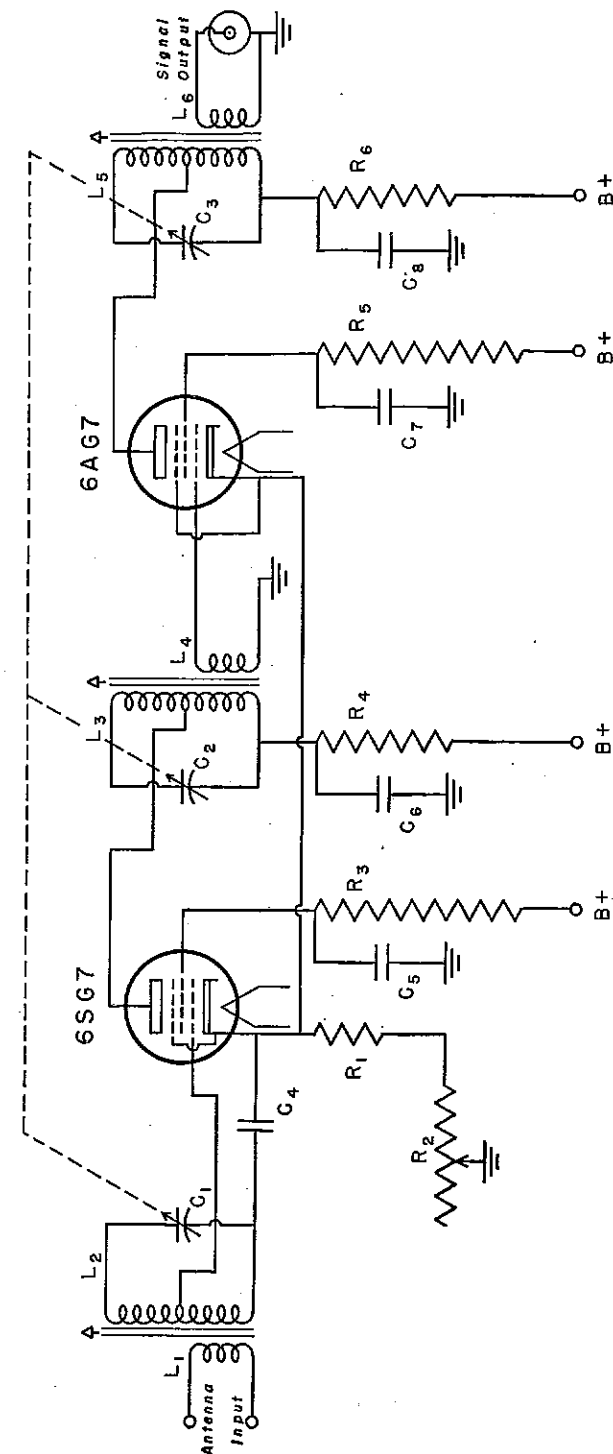 Antenna
Input
L1
L2
C1
6SG7
C4
R1
R2
C5
R3
B+
L3
C2
L4
C6
R4
B+
6AG7
C7
R5
B+
L5
C3
L6
Signal
Output
C8
R6
B+